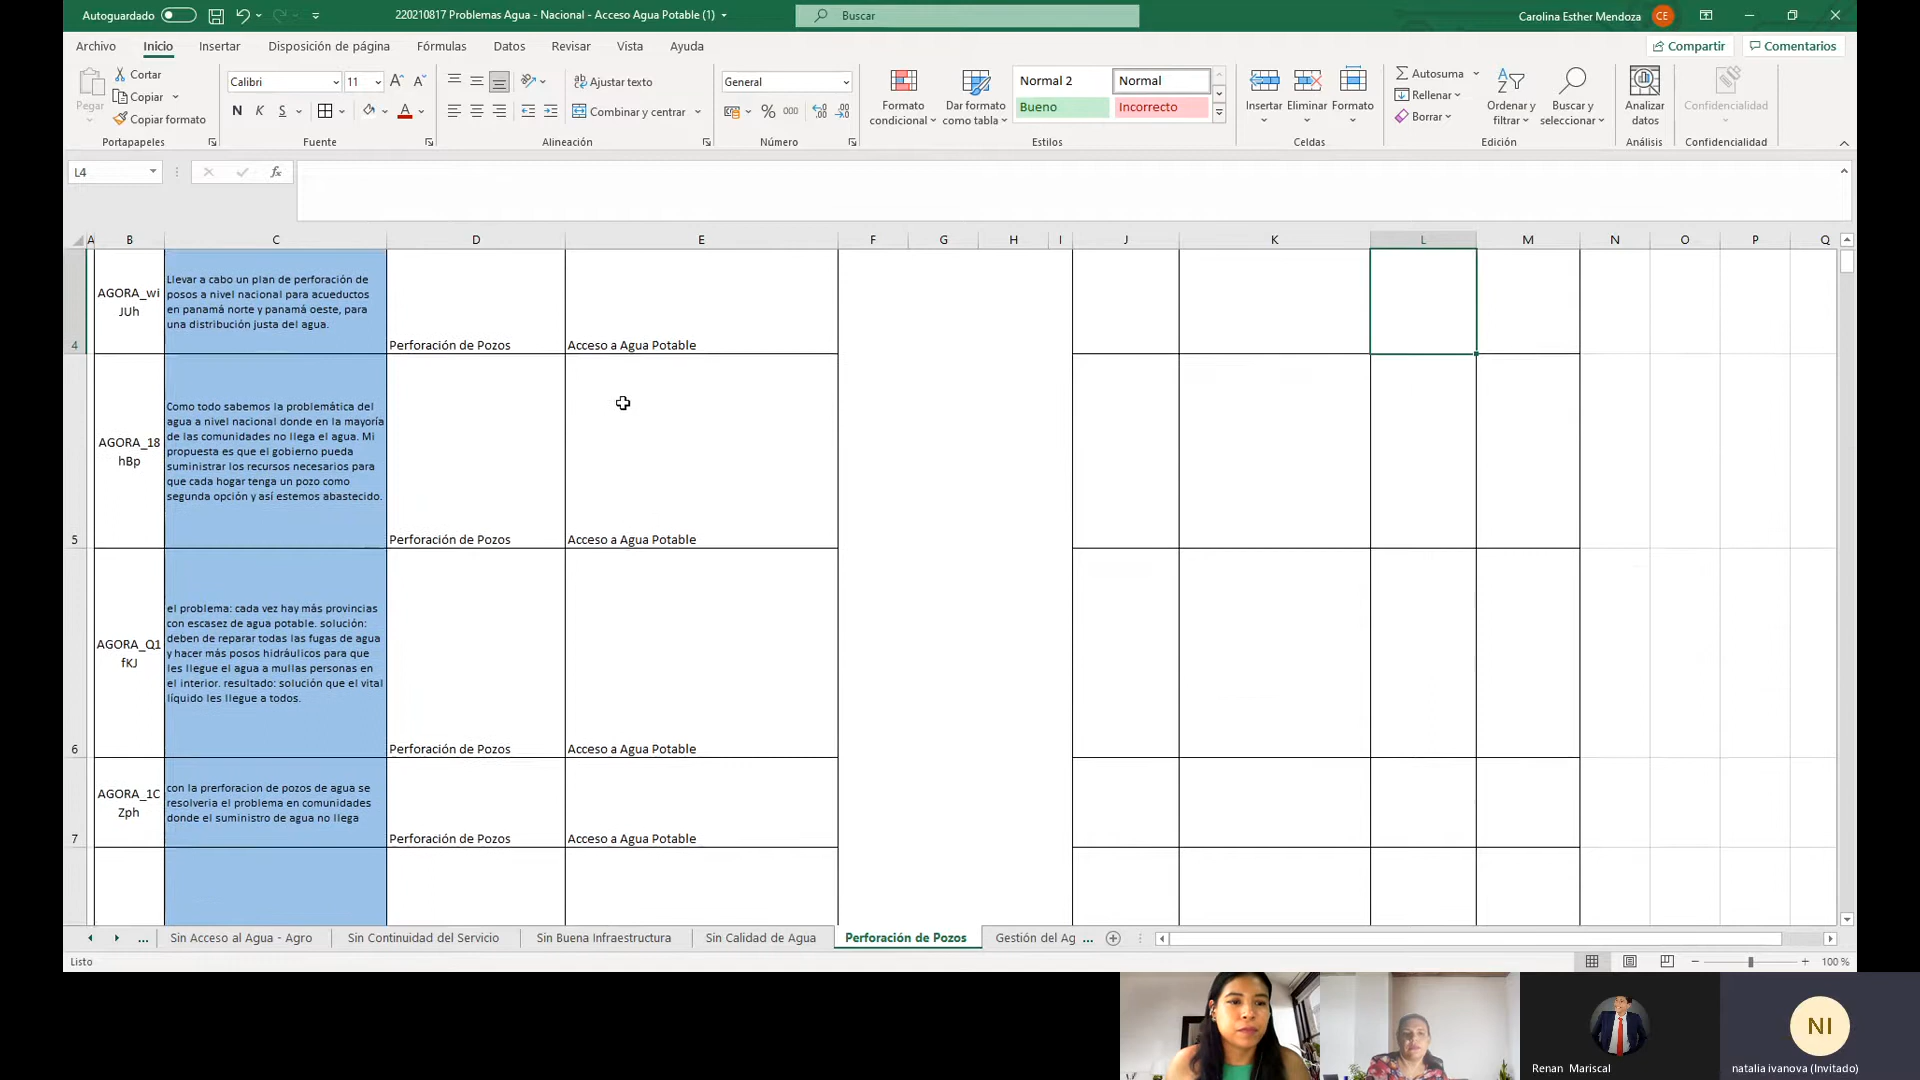 Autoguardado
220210817 Problemas Agua - Nacional - Acceso Agua Potable (1)
Buscar
Carolina Esther Mendoza
CE
Archivo
Inicio
Insertar
Disposición de página
Fórmulas
Datos
Revisar
Vista
Ayuda
Compartir
Comentarios
Pegar
Cortar
Copiar
Copiar formato
Portapapeles
Calibri
11
N
K
S
Fuente
Ajustar texto
Combinar y centrar
Alineación
General
%
000
Número
Formato
condicional
Dar formato
como tabla
Normal 2
Normal
Bueno
Incorrecto
Estilos
Insertar
Eliminar
Formato
Celdas
Autosuma
Rellenar
Borrar
Ordenar y
filtrar
Buscar y
seleccionar
Edición
Analizar
datos
Análisis
Confidencialidad
Confidencialidad
L4
fx
A B C D E F G H I J K L M N O P Q
4
AGORA_wi
JUh
Llevar a cabo un plan de perforación de
posos a nivel nacional para acueductos
en panamá norte y panamá oeste, para
una distribución justa del agua.
Perforación de Pozos
Acceso a Agua Potable
5
AGORA_18
hBp
Como todo sabemos la problemática del
agua a nivel nacional donde en la mayoría
de las comunidades no llega el agua. Mi
propuesta es que el gobierno pueda
suministrar los recursos necesarios para
que cada hogar tenga un pozo como
segunda opción y así estemos abastecido.
Perforación de Pozos
Acceso a Agua Potable
6
AGORA_Q1
fKJ
el problema: cada vez hay más provincias
con escasez de agua potable. solución:
deben de reparar todas las fugas de agua
y hacer más posos hidráulicos para que
les llegue el agua a mullas personas en
el interior. resultado: solución que el vital
líquido les llegue a todos.
Perforación de Pozos
Acceso a Agua Potable
7
AGORA_1C
Zph
con la prerforacion de pozos de agua se
resolveria el problema en comunidades
donde el suministro de agua no llega
Perforación de Pozos
Acceso a Agua Potable
...
Sin Acceso al Agua - Agro
Sin Continuidad del Servicio
Sin Buena Infraestructura
Sin Calidad de Agua
Perforación de Pozos
Gestión del Ag ...
Listo
100 %
Renan Mariscal
NI
natalia ivanova (Invitado)